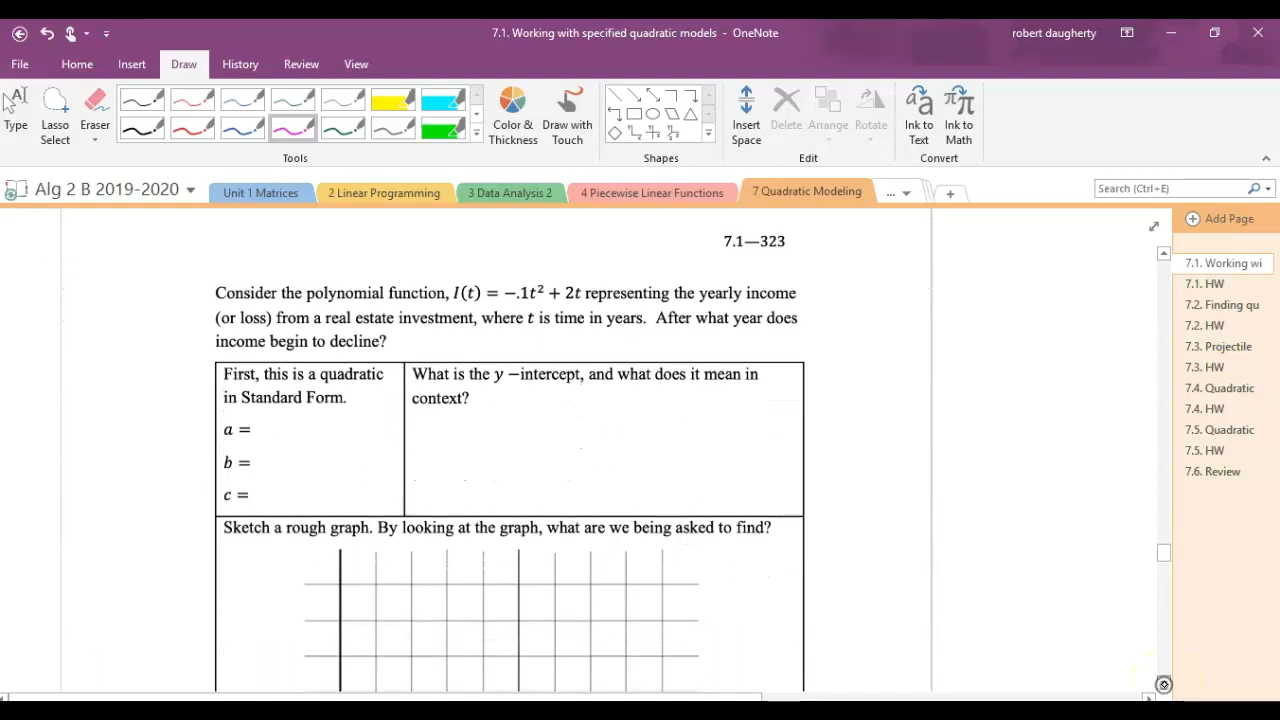 7.1. Working with specified quadratic models - OneNote
robert daugherty
File Home Insert Draw History Review View
Type
Lasso Select
Eraser
Color & Thickness
Draw with Touch
Insert Space
Delete
Arrange
Rotate
Ink to Text
Ink to Math
Tools
Shapes
Edit
Convert
Alg 2 B 2019-2020
Unit 1 Matrices
2 Linear Programming
3 Data Analysis 2
4 Piecewise Linear Functions
7 Quadratic Modeling
...
Search (Ctrl+E)
Add Page
7.1. Working wi
7.1. HW
7.2. Finding qu
7.2. HW
7.3. Projectile
7.3. HW
7.4. Quadratic
7.4. HW
7.5. Quadratic
7.5. HW
7.6. Review
7.1—323
Consider the polynomial function, I(t) = −.1t² + 2t representing the yearly income
(or loss) from a real estate investment, where t is time in years. After what year does
income begin to decline?
First, this is a quadratic
in Standard Form.
a =
b =
c =
What is the y −intercept, and what does it mean in
context?
Sketch a rough graph. By looking at the graph, what are we being asked to find?